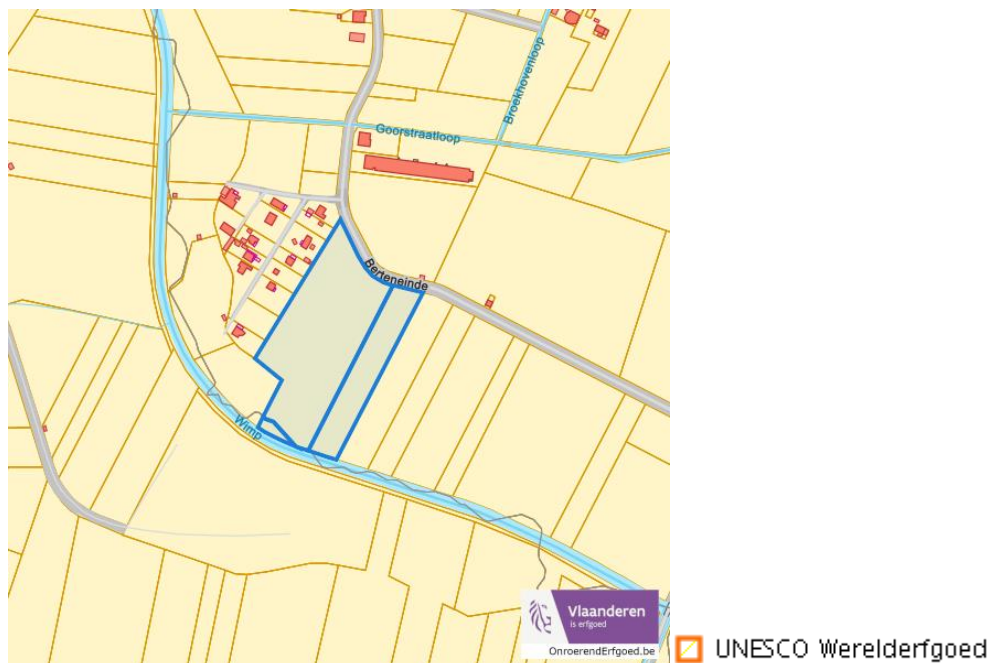 Broekhovenloop
Goorstraatloop
Berteneinde
Wimp
Vlaanderen
is erfgoed
OnroerendErfgoed.be
UNESCO Werelderfgoed